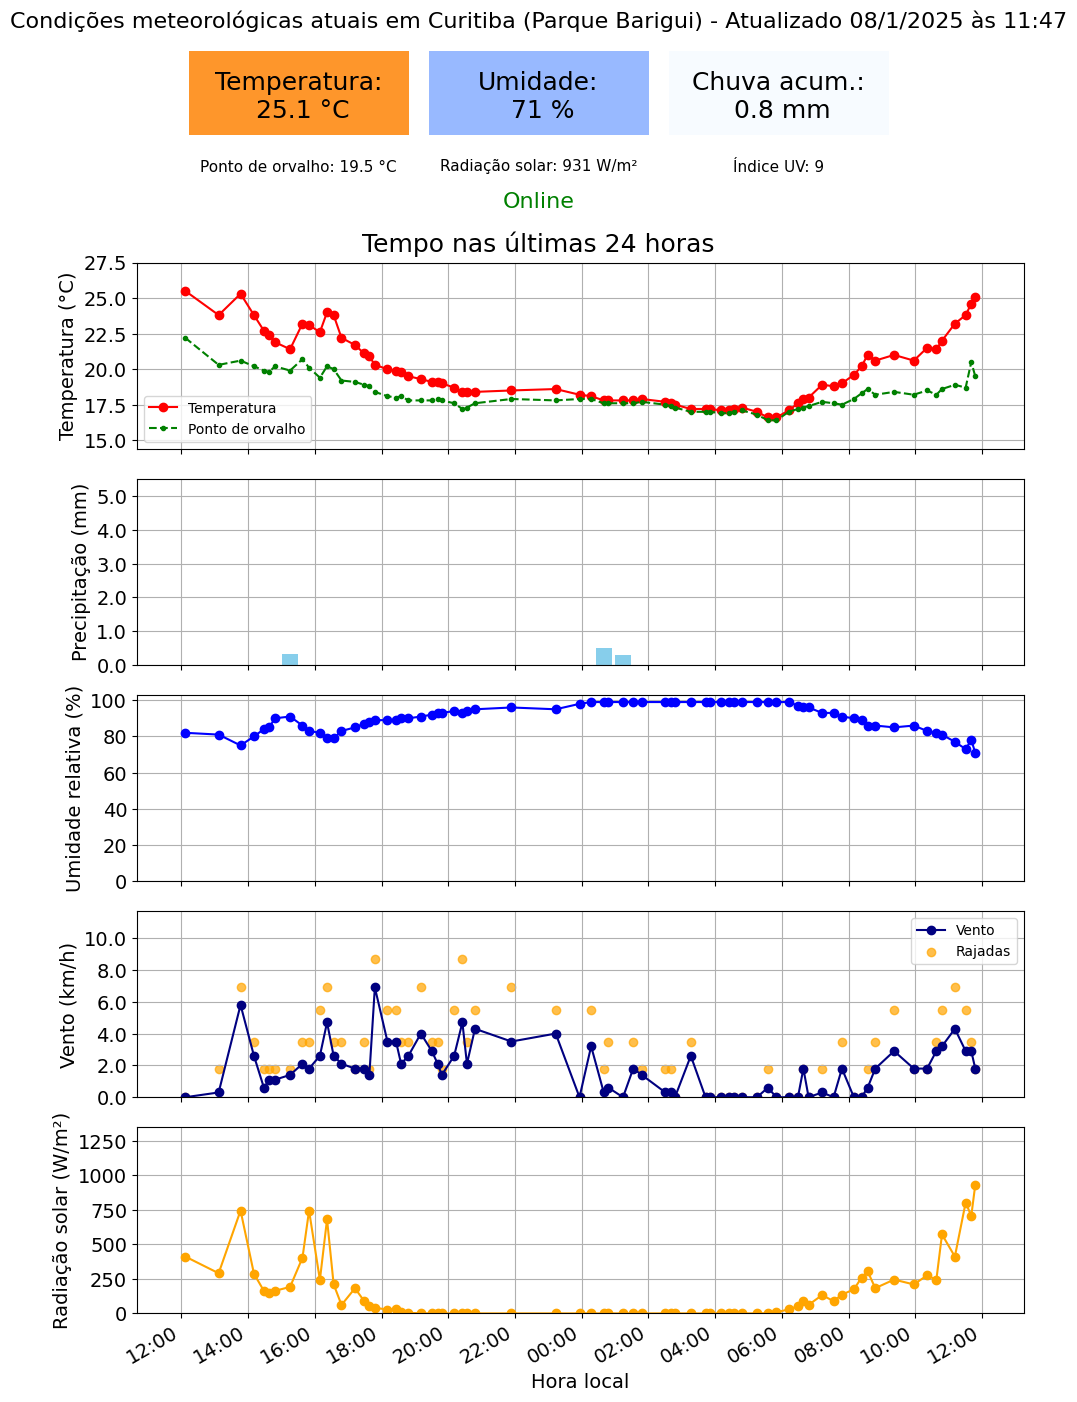 Condições meteorológicas atuais em Curitiba (Parque Barigui) - Atualizado 08/1/2025 às 11:47
Temperatura:
25.1 °C
Umidade:
71 %
Chuva acum.:
0.8 mm
Ponto de orvalho: 19.5 °C
Radiação solar: 931 W/m²
Índice UV: 9
Online
Tempo nas últimas 24 horas
Temperatura (°C)
27.5
25.0
22.5
20.0
17.5
15.0
Temperatura
Ponto de orvalho
Precipitação (mm)
5.0
4.0
3.0
2.0
1.0
0.0
Umidade relativa (%)
100
80
60
40
20
0
Vento (km/h)
10.0
8.0
6.0
4.0
2.0
0.0
Vento
Rajadas
Radiação solar (W/m²)
1250
1000
750
500
250
0
12:00
14:00
16:00
18:00
20:00
22:00
00:00
02:00
04:00
06:00
08:00
10:00
12:00
Hora local